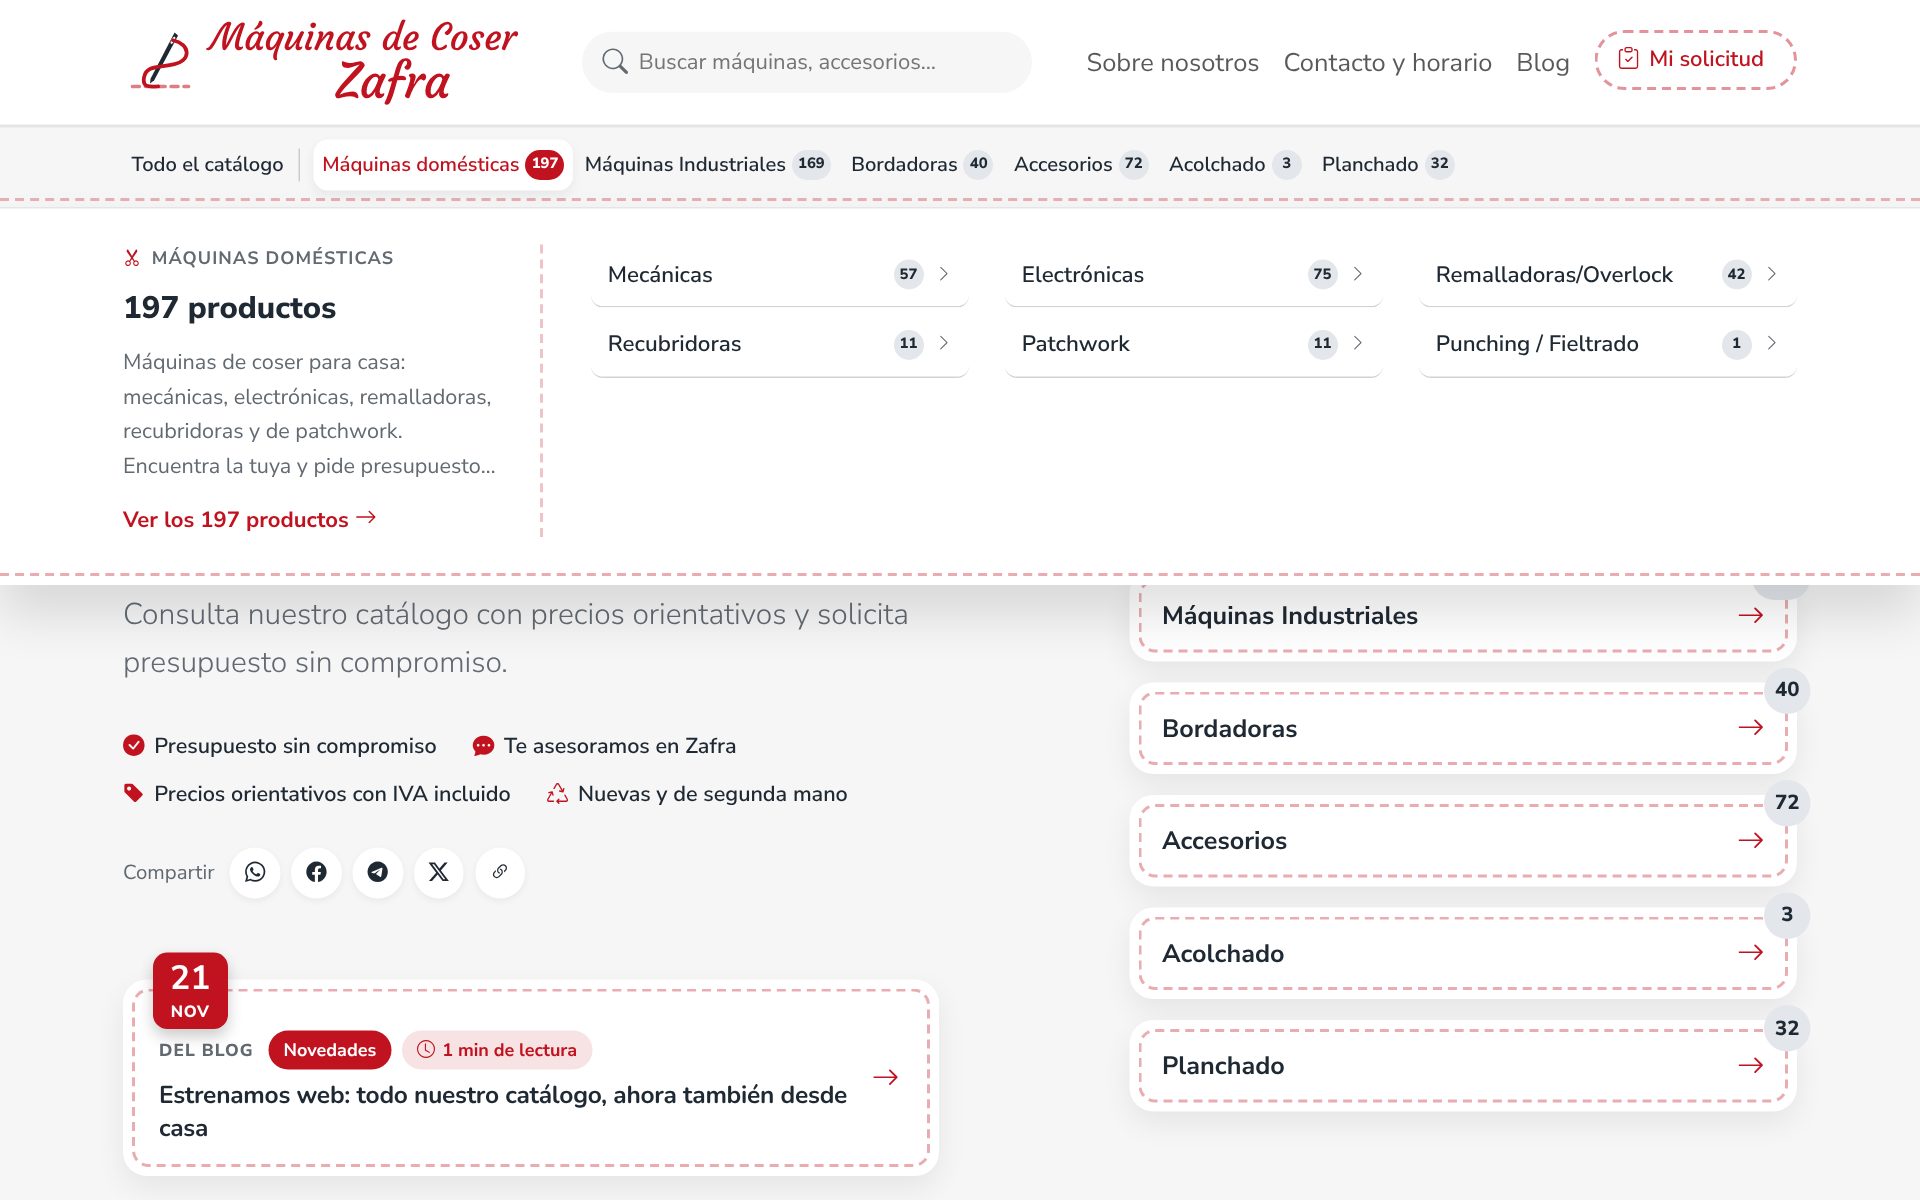 Máquinas de Coser
Zafra
Buscar máquinas, accesorios...
Sobre nosotros
Contacto y horario
Blog
Mi solicitud
Todo el catálogo
Máquinas domésticas 197
Máquinas Industriales 169
Bordadoras 40
Accesorios 72
Acolchado 3
Planchado 32
MÁQUINAS DOMÉSTICAS
197 productos
Máquinas de coser para casa:
mecánicas, electrónicas, remalladoras,
recubridoras y de patchwork.
Encuentra la tuya y pide presupuesto...
Ver los 197 productos
Mecánicas 57
Electrónicas 75
Remalladoras/Overlock 42
Recubridoras 11
Patchwork 11
Punching / Fieltrado 1
Consulta nuestro catálogo con precios orientativos y solicita
presupuesto sin compromiso.
Presupuesto sin compromiso
Te asesoramos en Zafra
Precios orientativos con IVA incluido
Nuevas y de segunda mano
Compartir
21
NOV
DEL BLOG
Novedades
1 min de lectura
Estrenamos web: todo nuestro catálogo, ahora también desde
casa
Máquinas Industriales
40
Bordadoras
72
Accesorios
3
Acolchado
32
Planchado